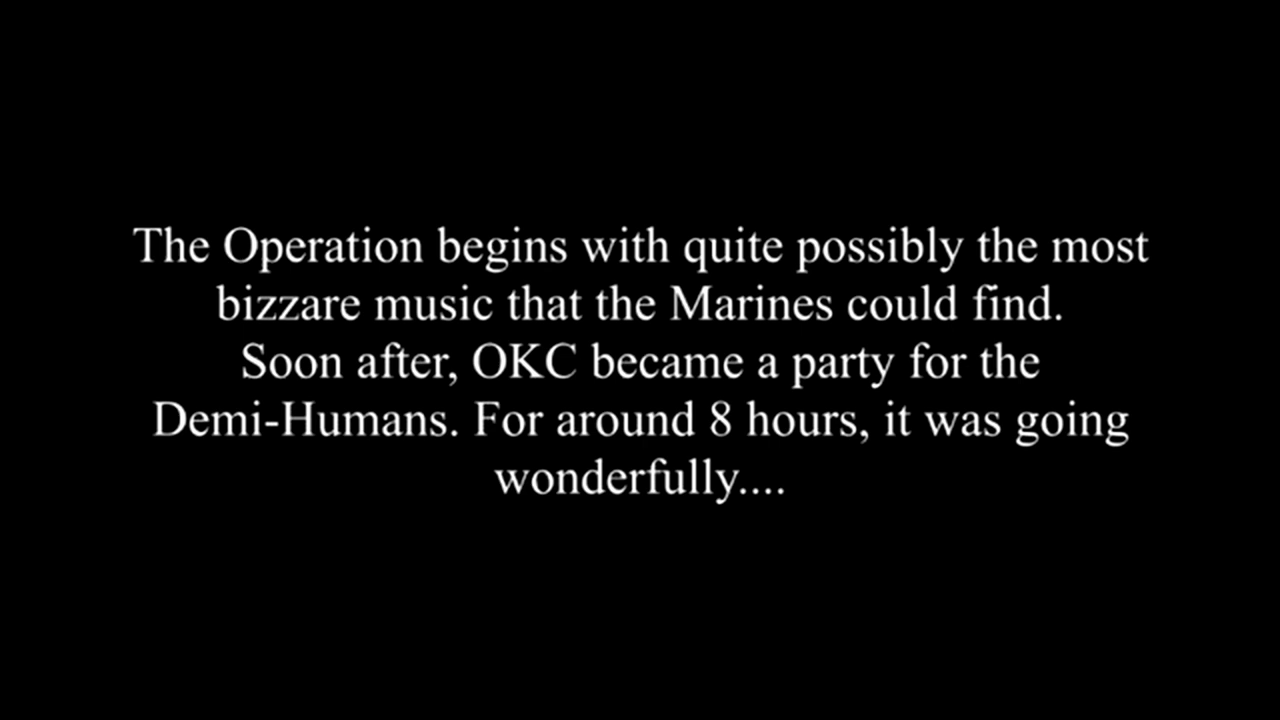 The Operation begins with quite possibly the most
bizzare music that the Marines could find.
Soon after, OKC became a party for the
Demi-Humans. For around 8 hours, it was going
wonderfully....